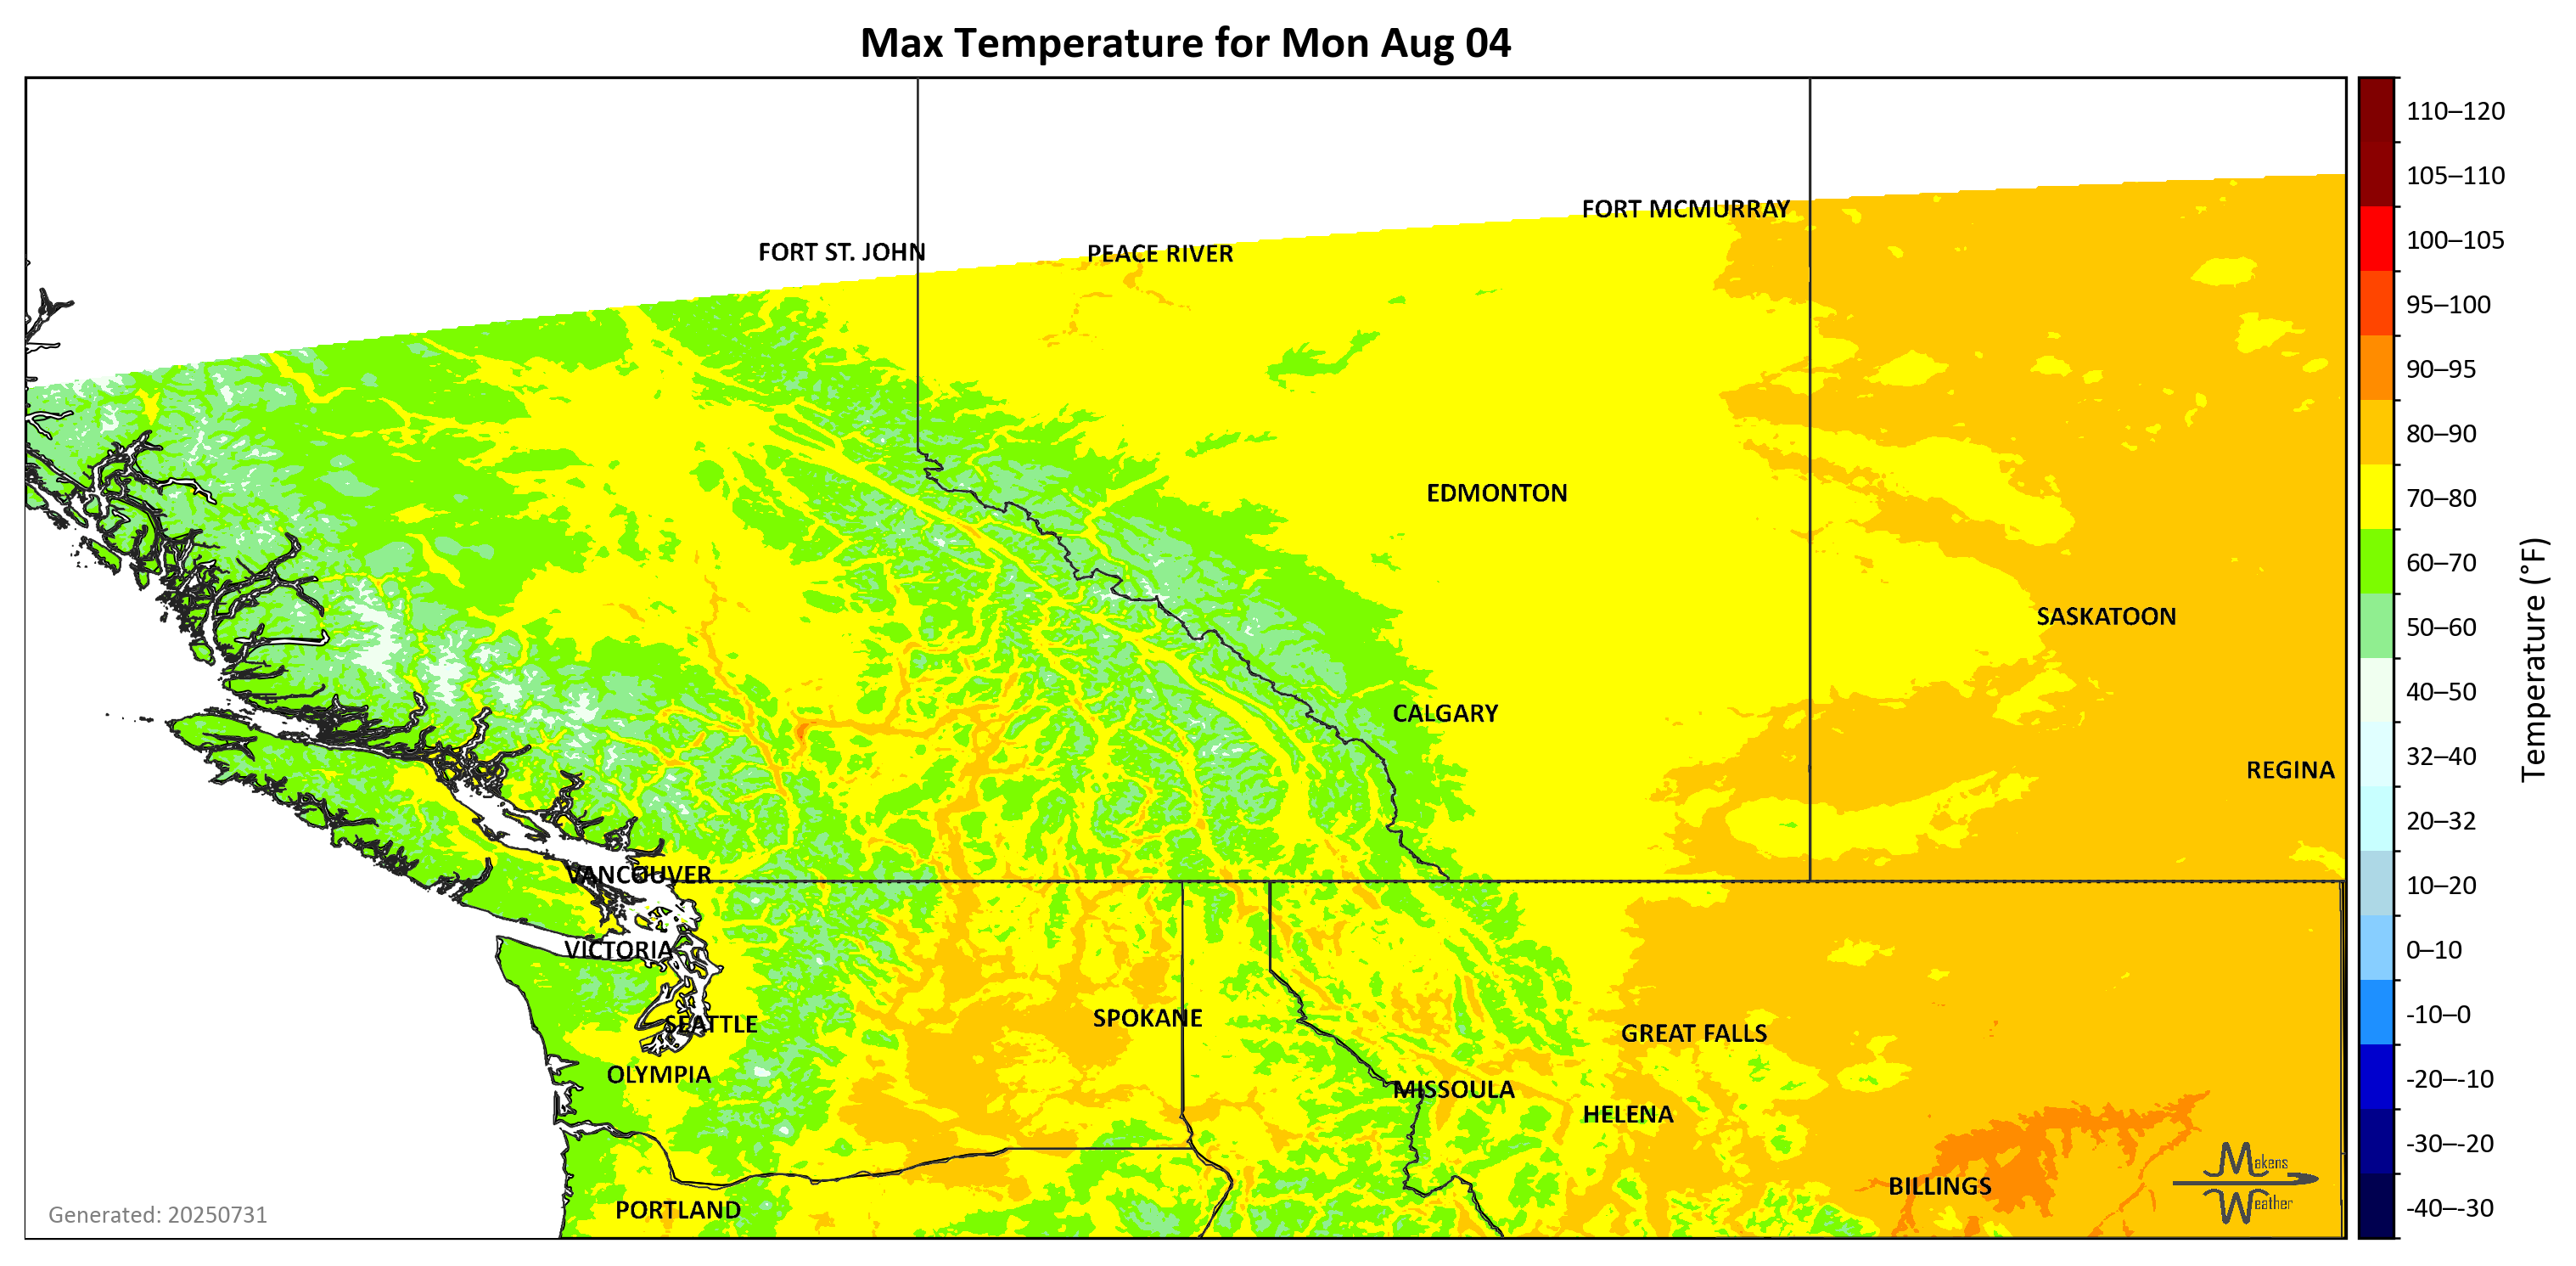 Max Temperature for Mon Aug 04
FORT MCMURRAY
FORT ST. JOHN
PEACE RIVER
EDMONTON
SASKATOON
CALGARY
REGINA
VANCOUVER
VICTORIA
SEATTLE
SPOKANE
GREAT FALLS
OLYMPIA
MISSOULA
HELENA
BILLINGS
PORTLAND
Makens
Weather
Generated: 20250731
110–120
105–110
100–105
95–100
90–95
80–90
70–80
60–70
50–60
40–50
32–40
20–32
10–20
0–10
-10–0
-20–-10
-30–-20
-40–-30
Temperature (°F)